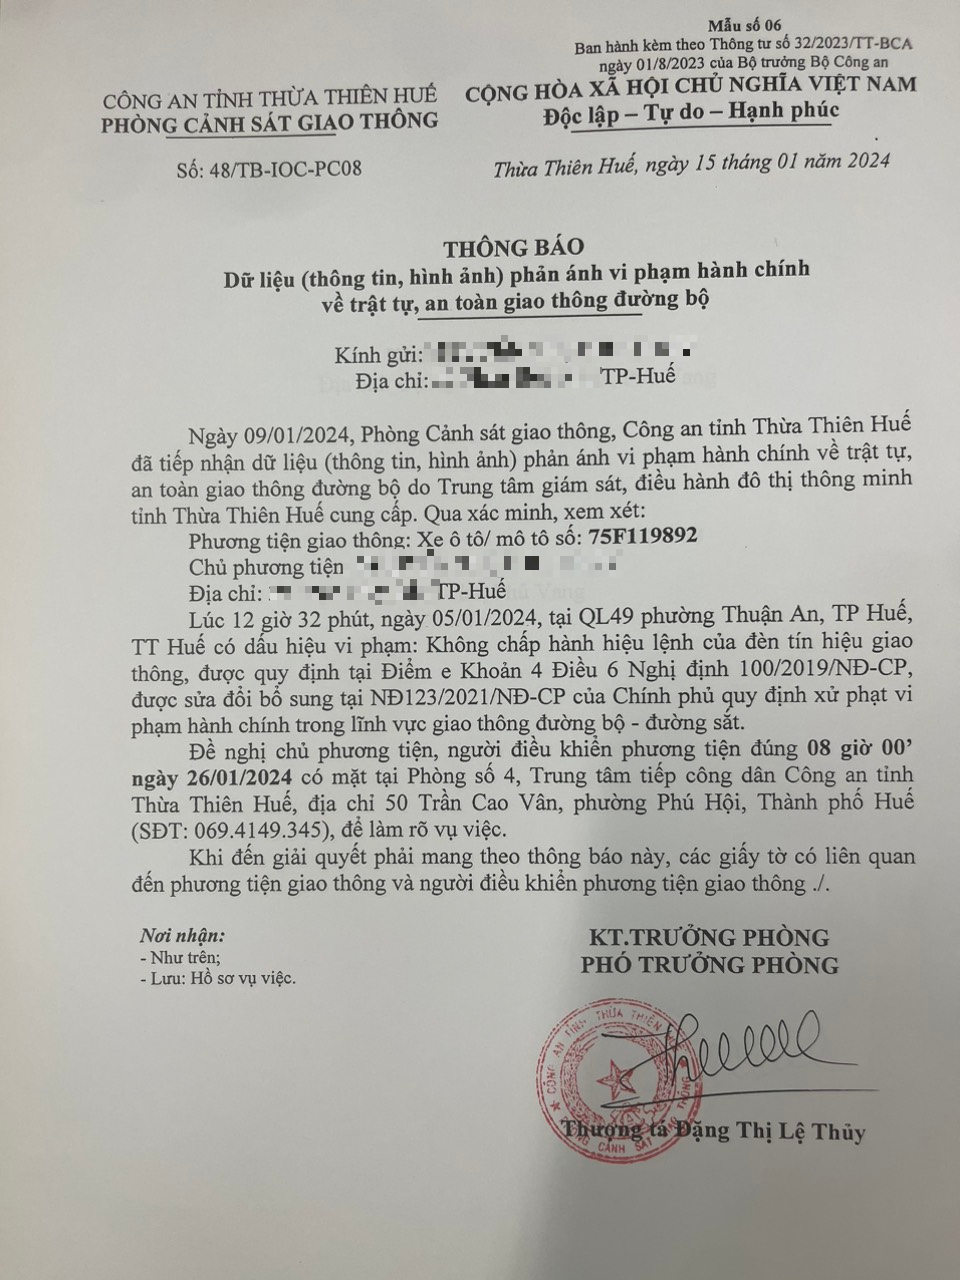 Mẫu số 06
Ban hành kèm theo Thông tư số 32/2023/TT-BCA
ngày 01/8/2023 của Bộ trưởng Bộ Công an
CÔNG AN TỈNH THỪA THIÊN HUẾ
PHÒNG CẢNH SÁT GIAO THÔNG
CỘNG HÒA XÃ HỘI CHỦ NGHĨA VIỆT NAM
Độc lập – Tự do – Hạnh phúc
Số: 48/TB-IOC-PC08
Thừa Thiên Huế, ngày 15 tháng 01 năm 2024
THÔNG BÁO
Dữ liệu (thông tin, hình ảnh) phản ánh vi phạm hành chính
về trật tự, an toàn giao thông đường bộ
Kính gửi:
Địa chỉ: TP-Huế
Ngày 09/01/2024, Phòng Cảnh sát giao thông, Công an tỉnh Thừa Thiên Huế
đã tiếp nhận dữ liệu (thông tin, hình ảnh) phản ánh vi phạm hành chính về trật tự,
an toàn giao thông đường bộ do Trung tâm giám sát, điều hành đô thị thông minh
tỉnh Thừa Thiên Huế cung cấp. Qua xác minh, xem xét:
Phương tiện giao thông: Xe ô tô/ mô tô số: 75F119892
Chủ phương tiện
Địa chỉ: TP-Huế
Lúc 12 giờ 32 phút, ngày 05/01/2024, tại QL49 phường Thuận An, TP Huế,
TT Huế có dấu hiệu vi phạm: Không chấp hành hiệu lệnh của đèn tín hiệu giao
thông, được quy định tại Điểm e Khoản 4 Điều 6 Nghị định 100/2019/NĐ-CP,
được sửa đổi bổ sung tại NĐ123/2021/NĐ-CP của Chính phủ quy định xử phạt vi
phạm hành chính trong lĩnh vực giao thông đường bộ - đường sắt.
Đề nghị chủ phương tiện, người điều khiển phương tiện đúng 08 giờ 00’
ngày 26/01/2024 có mặt tại Phòng số 4, Trung tâm tiếp công dân Công an tỉnh
Thừa Thiên Huế, địa chỉ 50 Trần Cao Vân, phường Phú Hội, Thành phố Huế
(SĐT: 069.4149.345), để làm rõ vụ việc.
Khi đến giải quyết phải mang theo thông báo này, các giấy tờ có liên quan
đến phương tiện giao thông và người điều khiển phương tiện giao thông ./.
Nơi nhận:
- Như trên;
- Lưu: Hồ sơ vụ việc.
KT.TRƯỞNG PHÒNG
PHÓ TRƯỞNG PHÒNG
CÔNG AN TỈNH THỪA THIÊN
PHÒNG CẢNH SÁT GIAO THÔNG
Thượng tá Đặng Thị Lệ Thủy